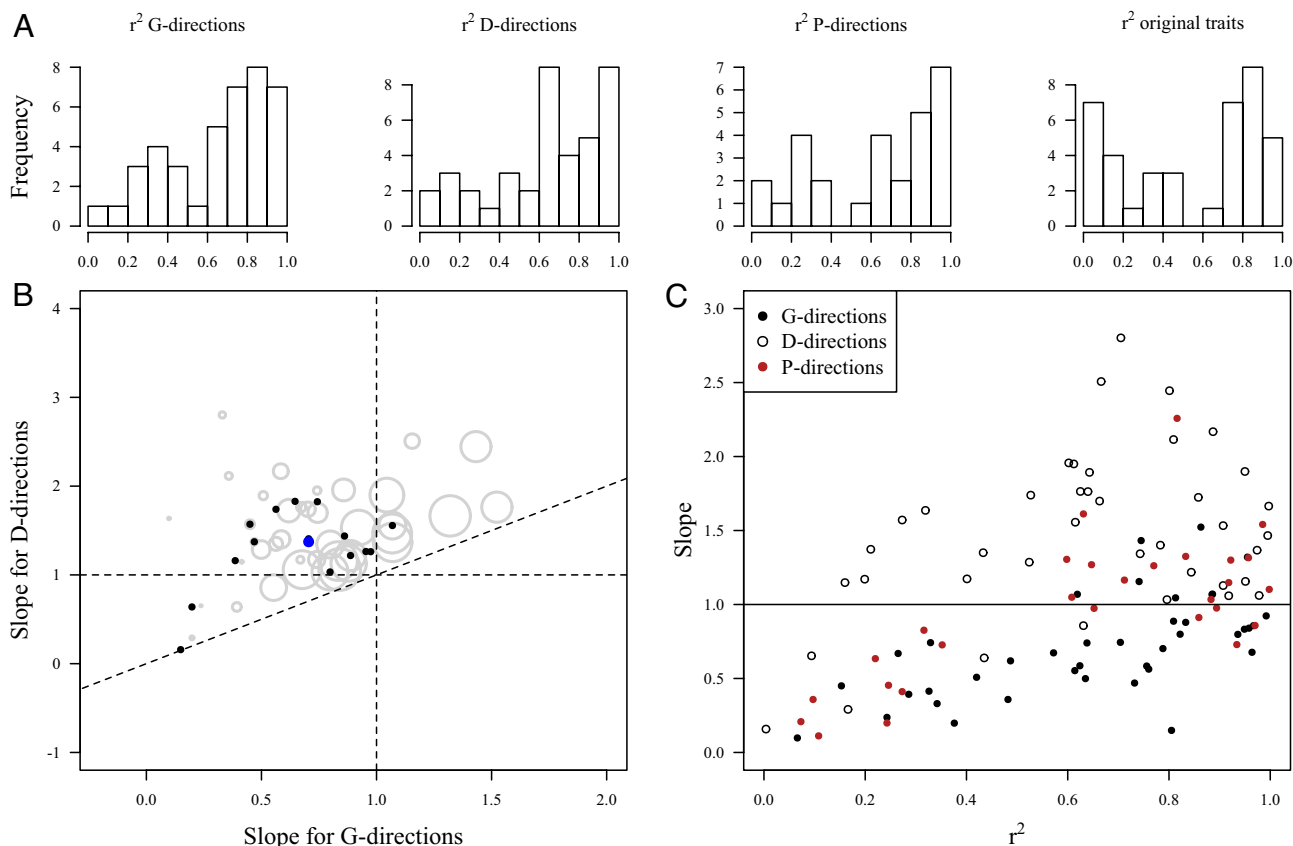 A
r² G-directions
r² D-directions
r² P-directions
r² original traits
Frequency
0 2 4 6 8
0.0 0.2 0.4 0.6 0.8 1.0
0 2 4 6 8
0.0 0.2 0.4 0.6 0.8 1.0
0 1 2 3 4 5 6 7
0.0 0.2 0.4 0.6 0.8 1.0
0 2 4 6 8
0.0 0.2 0.4 0.6 0.8 1.0
B
Slope for D-directions
4
3
2
1
0
-1
0.0 0.5 1.0 1.5 2.0
Slope for G-directions
C
G-directions
D-directions
P-directions
Slope
3.0
2.5
2.0
1.5
1.0
0.5
0.0
0.0 0.2 0.4 0.6 0.8 1.0
r²